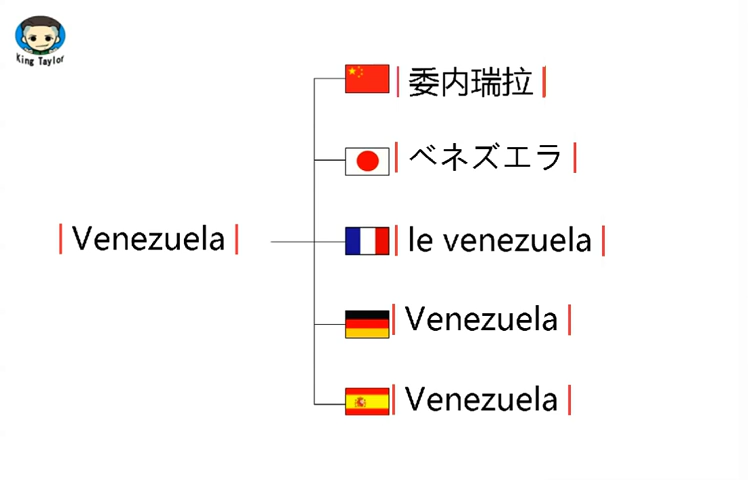 King Taylor
Venezuela
委内瑞拉
ベネズエラ
le venezuela
Venezuela
Venezuela